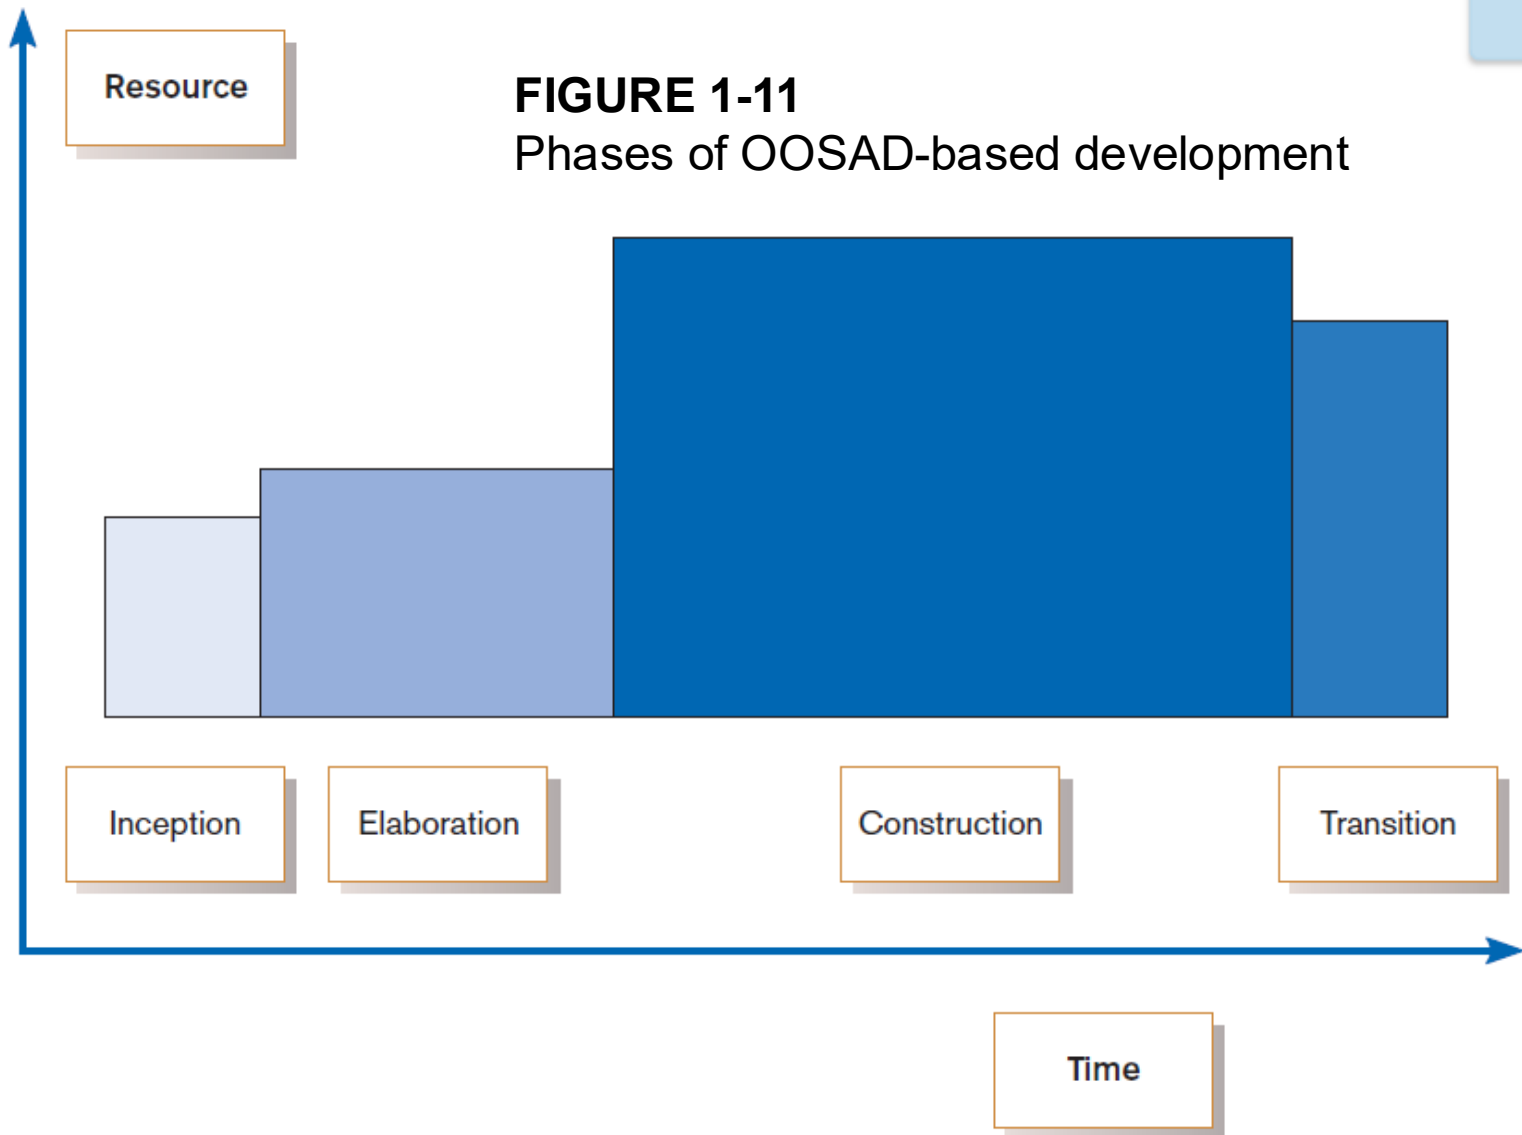 Resource
FIGURE 1-11
Phases of OOSAD-based development
Inception
Elaboration
Construction
Transition
Time